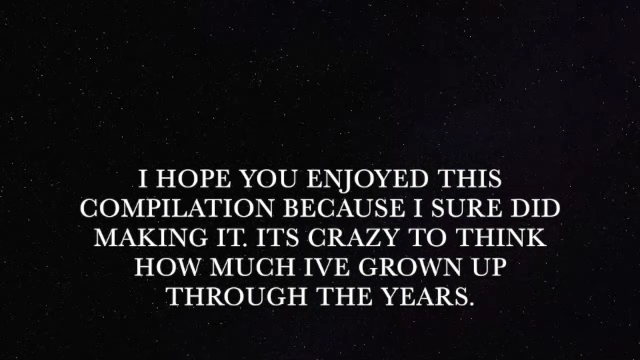 I HOPE YOU ENJOYED THIS
COMPILATION BECAUSE I SURE DID
MAKING IT. ITS CRAZY TO THINK
HOW MUCH IVE GROWN UP
THROUGH THE YEARS.